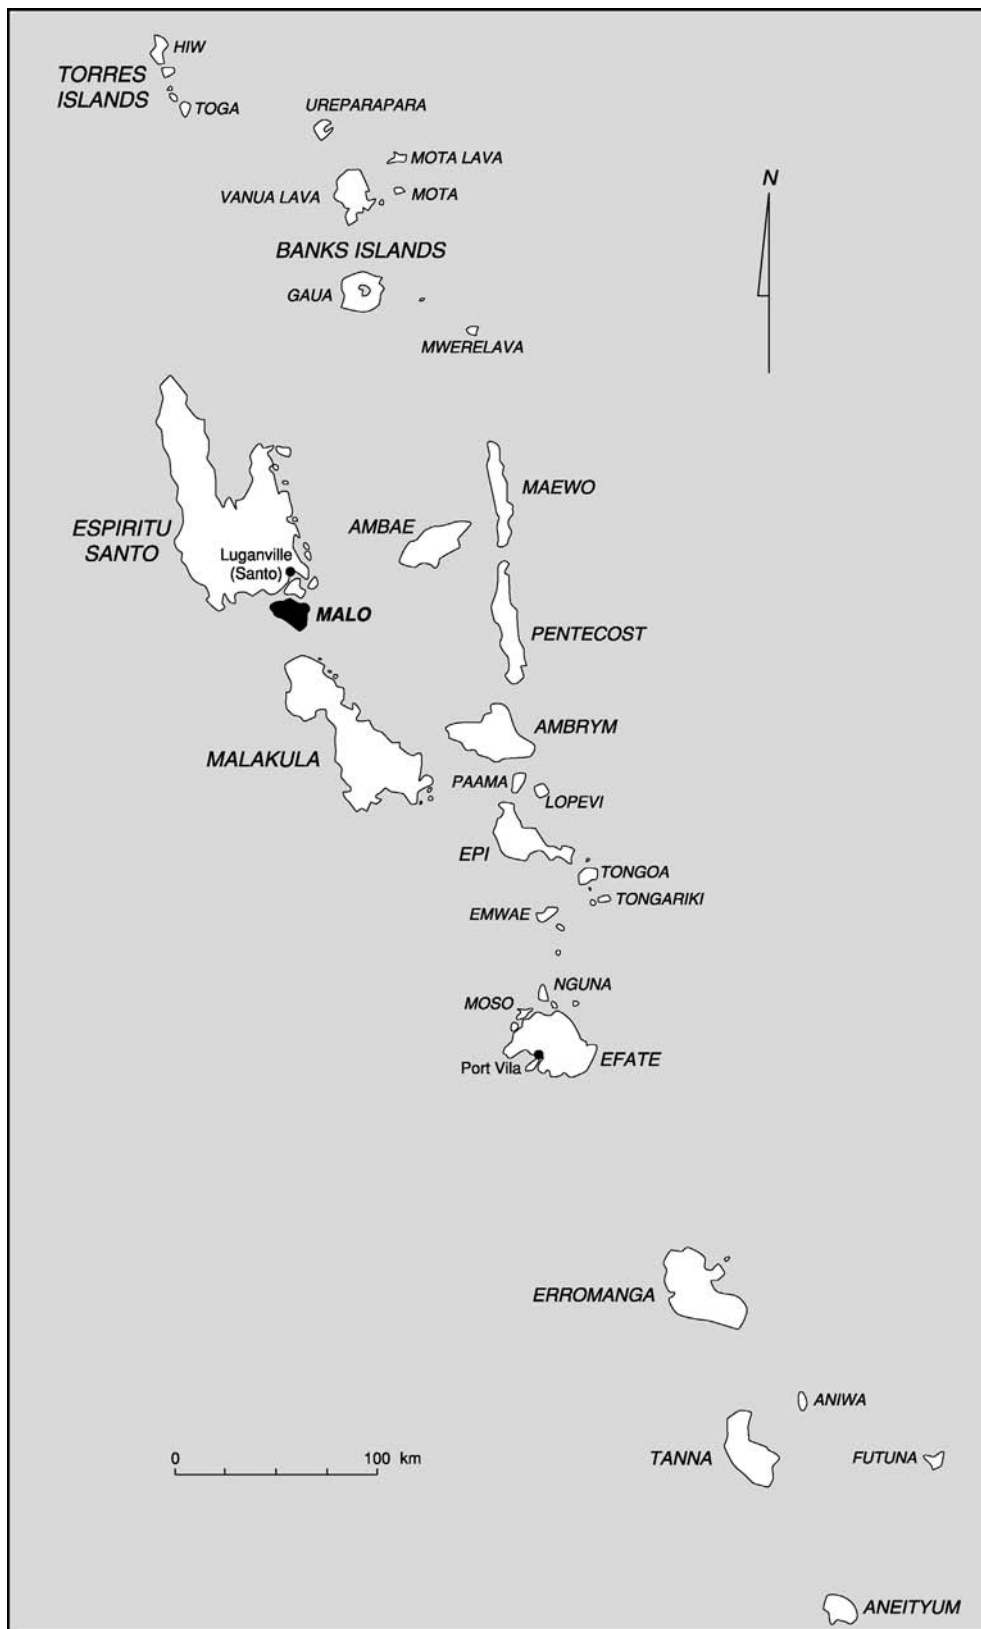 HIW
TORRES
ISLANDS
TOGA
UREPARAPARA
MOTA LAVA
VANUA LAVA
MOTA
N
BANKS ISLANDS
GAUA
MWERELAVA
MAEWO
ESPIRITU
SANTO
AMBAE
Luganville
(Santo)
MALO
PENTECOST
AMBRYM
MALAKULA
PAAMA
LOPEVI
EPI
TONGOA
TONGARIKI
EMWAE
NGUNA
MOSO
EFATE
Port Vila
ERROMANGA
ANIWA
TANNA
FUTUNA
0 100 km
ANEITYUM